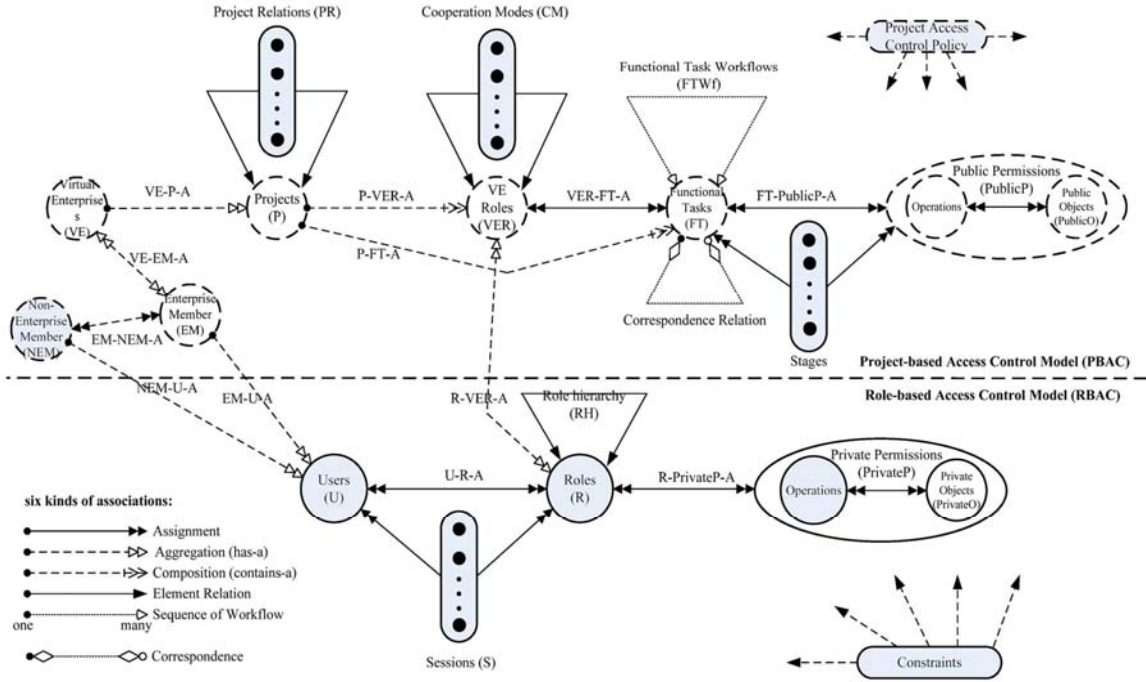 Project Relations (PR)
Cooperation Modes (CM)
Project Access
Control Policy
Functional Task Workflows
(FTWf)
Virtual
Enterprise
s
(VE)
VE-P-A
Projects
(P)
P-VER-A
VE
Roles
(VER)
VER-FT-A
Functional
Tasks
(FT)
FT-PublicP-A
Public Permissions
(PublicP)
Operations
Public
Objects
(PublicO)
P-FT-A
VE-EM-A
Non-
Enterprise
Member
(NEM)
EM-NEM-A
Enterprise
Member
(EM)
Correspondence Relation
Stages
Project-based Access Control Model (PBAC)
NEM-U-A
EM-U-A
R-VER-A
Role hierarchy
(RH)
Role-based Access Control Model (RBAC)
Users
(U)
U-R-A
Roles
(R)
R-PrivateP-A
Private Permissions
(PrivateP)
Operations
Private
Objects
(PrivateO)
six kinds of associations:
Assignment
Aggregation (has-a)
Composition (contains-a)
Element Relation
Sequence of Workflow
one many
Correspondence
Sessions (S)
Constraints